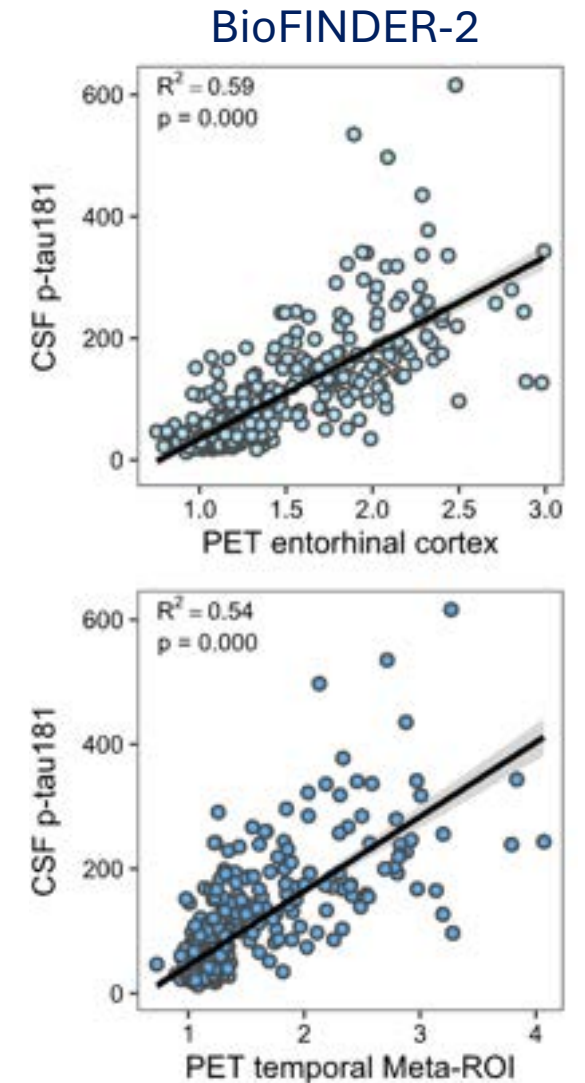 BioFINDER-2
R² = 0.59
p = 0.000
600
400
200
0
CSF p-tau181
1.0 1.5 2.0 2.5 3.0
PET entorhinal cortex
R² = 0.54
p = 0.000
600
400
200
0
CSF p-tau181
1 2 3 4
PET temporal Meta-ROI